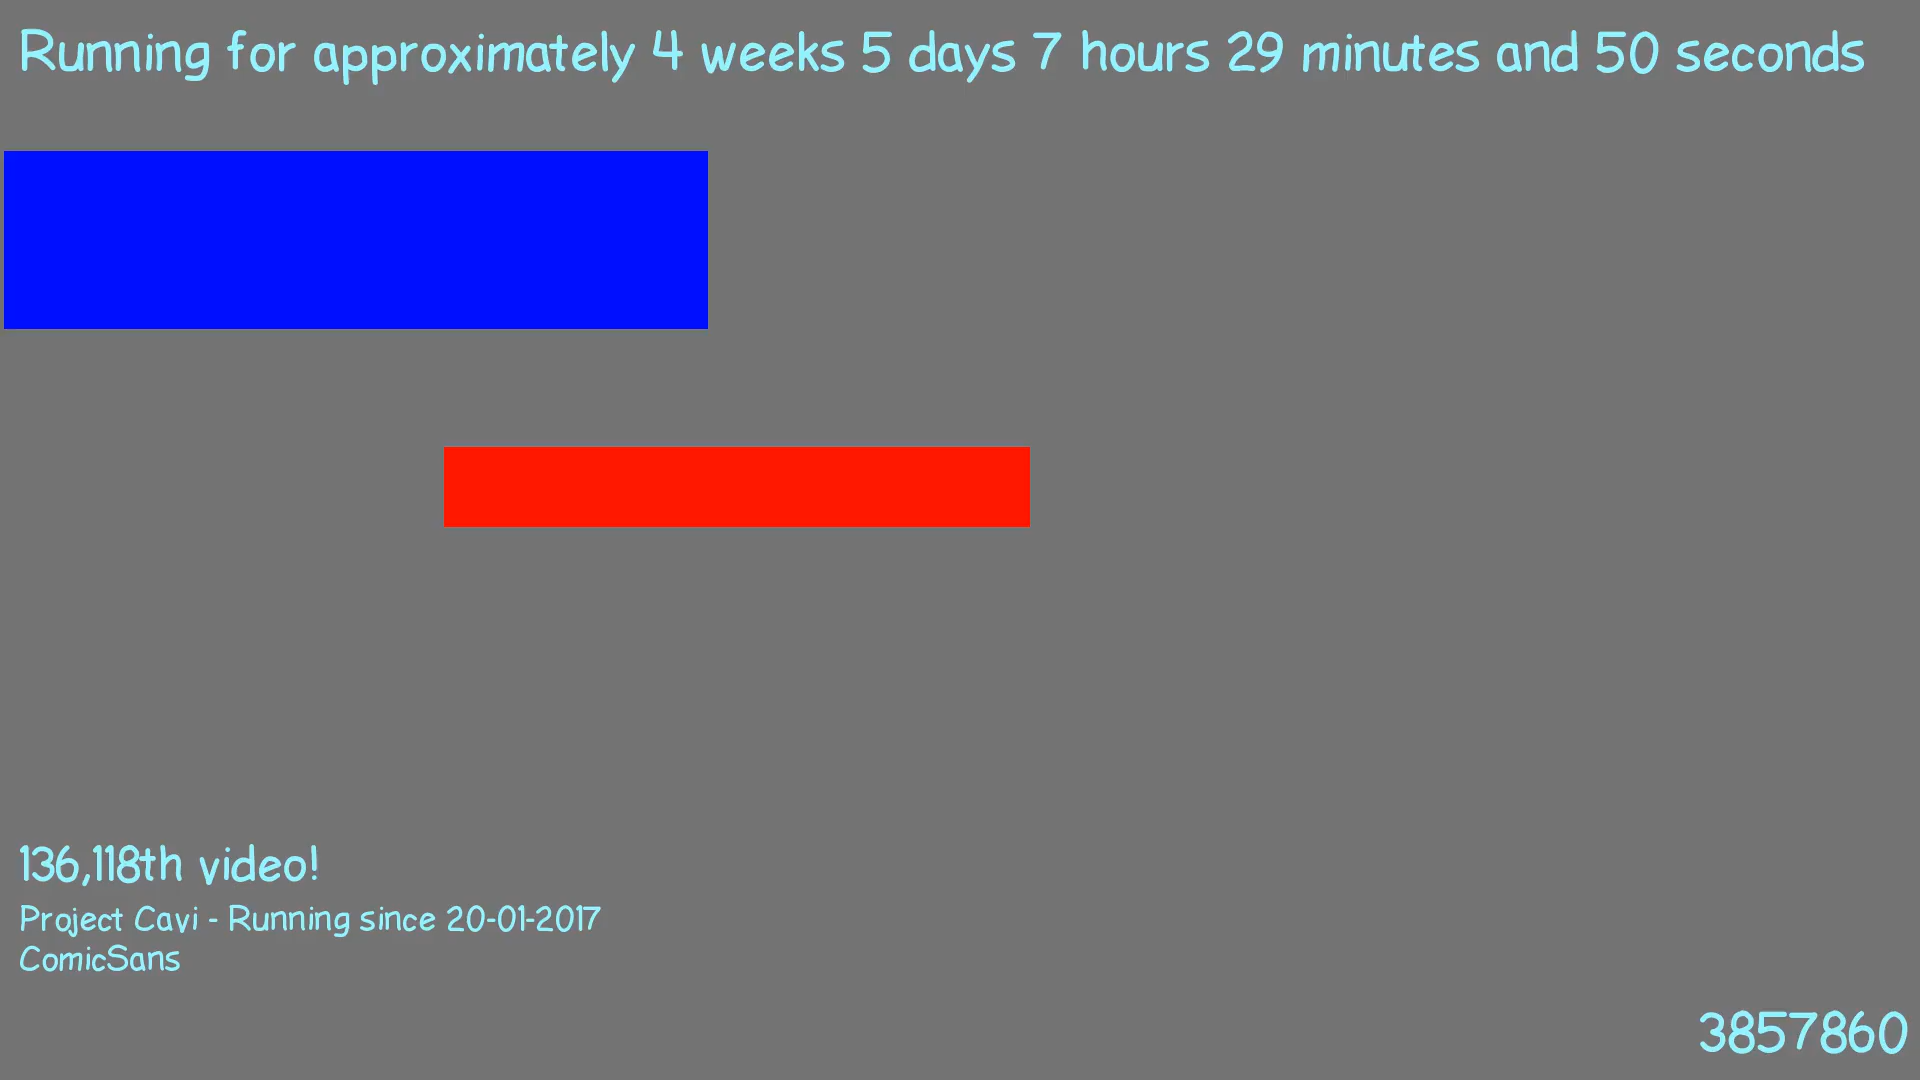 Running for approximately 4 weeks 5 days 7 hours 29 minutes and 50 seconds
136,118th video!
Project Cavi - Running since 20-01-2017
ComicSans
3857860